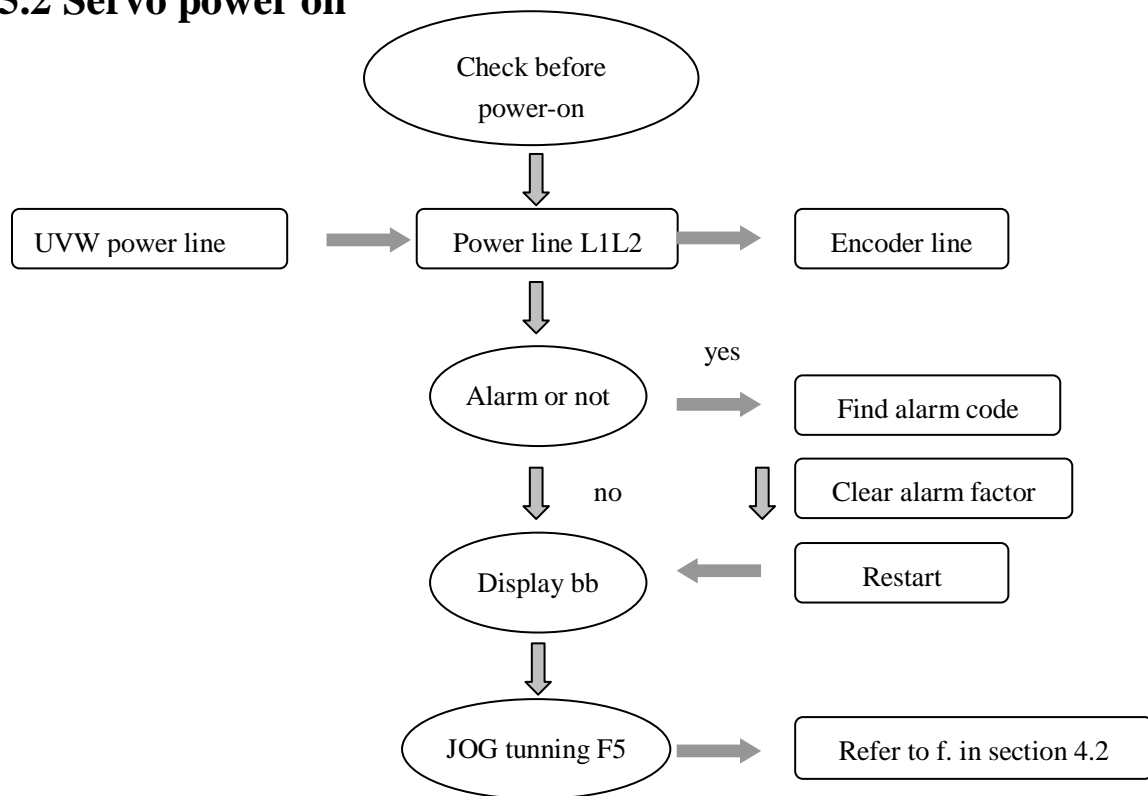 5.2 Servo power on
Check before
power-on
UVW power line
Power line L1L2
Encoder line
yes
Alarm or not
Find alarm code
no
Clear alarm factor
Display bb
Restart
JOG tunning F5
Refer to f. in section 4.2